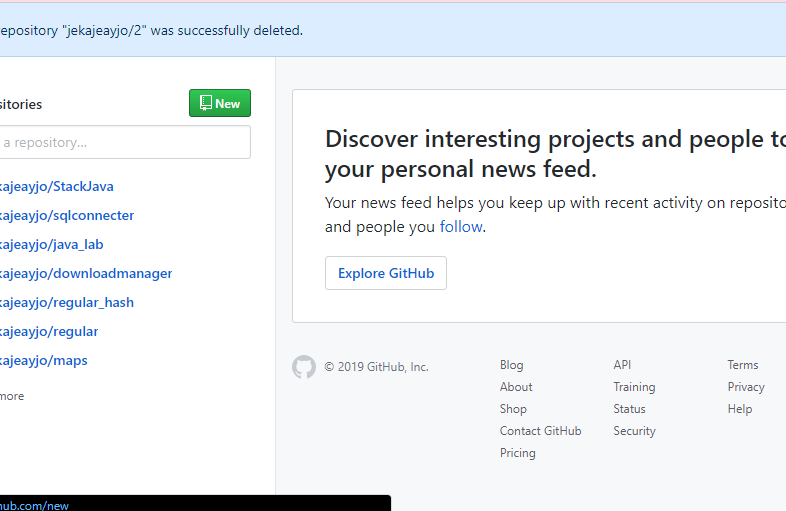 epository "jekajeayjo/2" was successfully deleted.
sitories
New
a repository...
kajeayjo/StackJava
kajeayjo/sqlconnecter
kajeayjo/java_lab
kajeayjo/downloadmanager
kajeayjo/regular_hash
kajeayjo/regular
kajeayjo/maps
more
Discover interesting projects and people to
your personal news feed.
Your news feed helps you keep up with recent activity on reposito
and people you follow.
Explore GitHub
© 2019 GitHub, Inc.
Blog
About
Shop
Contact GitHub
Pricing
API
Training
Status
Security
Terms
Privacy
Help
hub.com/new